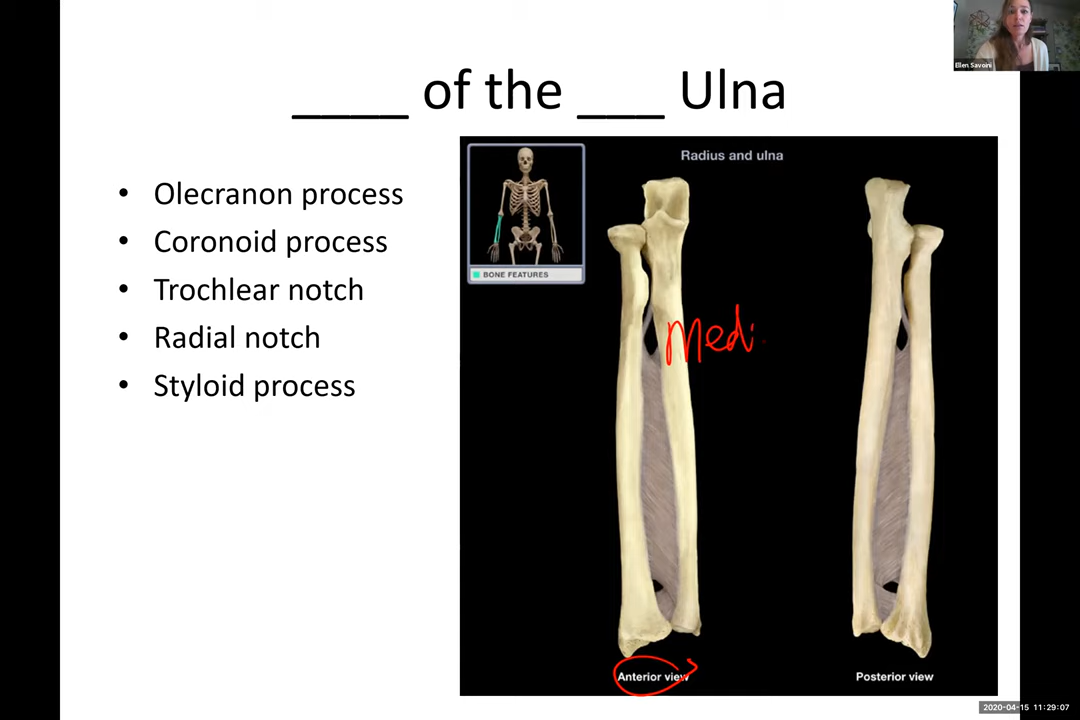 Ellen Savoini
____ of the ___ Ulna
• Olecranon process
• Coronoid process
• Trochlear notch
• Radial notch
• Styloid process
Radius and ulna
BONE FEATURES
Medi
Anterior view
Posterior view
2020-04-15 11:29:07